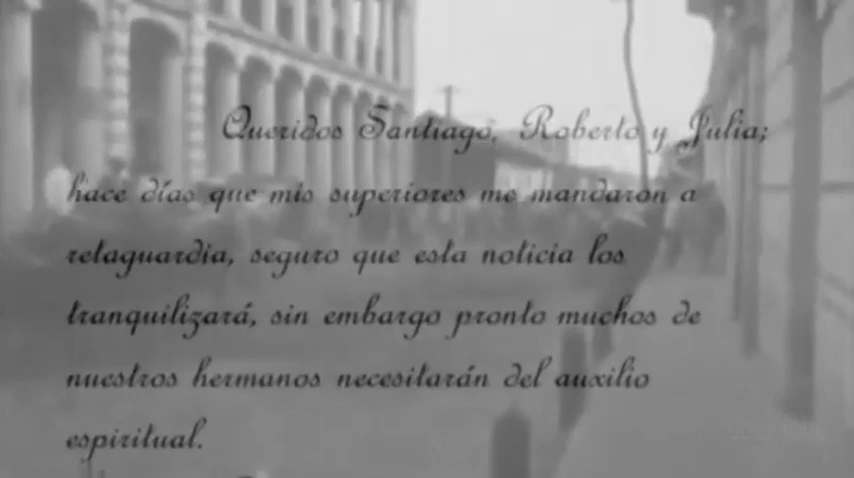 Queridos Santiago, Roberto y Julia;
hace días que mis superiores me mandaron a
retaguardia, seguro que esta noticia los
tranquilizará, sin embargo pronto muchos de
nuestros hermanos necesitarán del auxilio
espiritual.